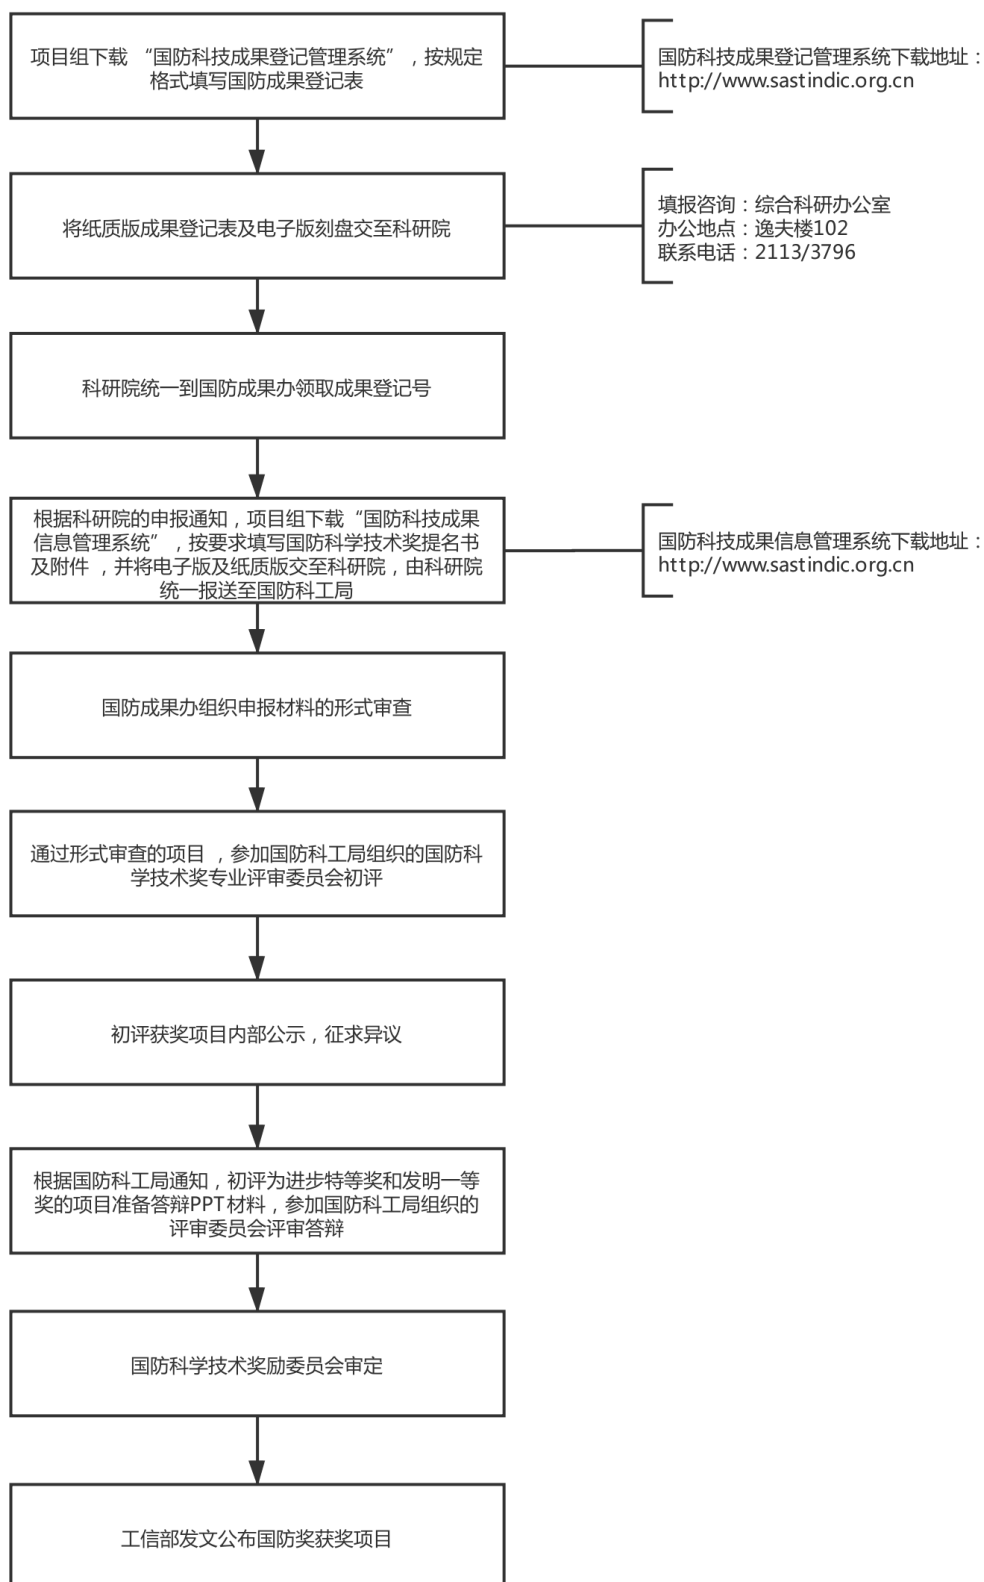 项目组下载 “国防科技成果登记管理系统”，按规定
格式填写国防成果登记表
国防科技成果登记管理系统下载地址：
http://www.sastindic.org.cn
将纸质版成果登记表及电子版刻盘交至科研院
填报咨询：综合科研办公室
办公地点：逸夫楼102
联系电话：2113/3796
科研院统一到国防成果办领取成果登记号
根据科研院的申报通知，项目组下载“国防科技成果
信息管理系统”，按要求填写国防科学技术奖提名书
及附件 ，并将电子版及纸质版交至科研院，由科研院
统一报送至国防科工局
国防科技成果信息管理系统下载地址：
http://www.sastindic.org.cn
国防成果办组织申报材料的形式审查
通过形式审查的项目 ，参加国防科工局组织的国防科
学技术奖专业评审委员会初评
初评获奖项目内部公示，征求异议
根据国防科工局通知，初评为进步特等奖和发明一等
奖的项目准备答辩PPT材料，参加国防科工局组织的
评审委员会评审答辩
国防科学技术奖励委员会审定
工信部发文公布国防奖获奖项目